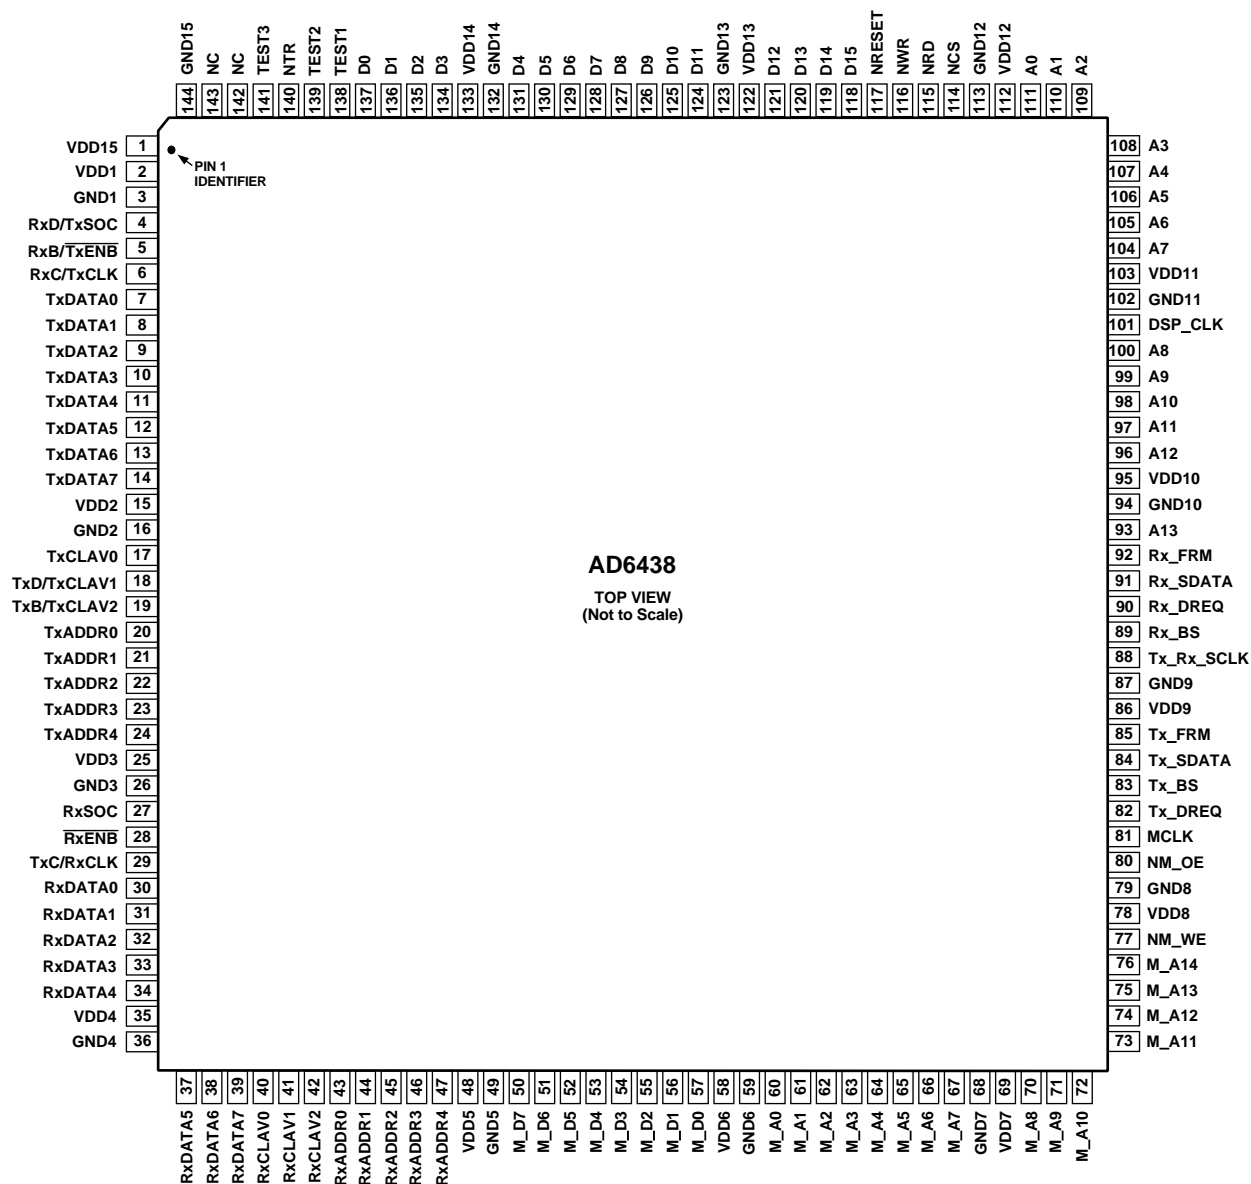 GND15
NC
NC
TEST3
NTR
TEST2
TEST1
D0
D1
D2
D3
VDD14
GND14
D4
D5
D6
D7
D8
D9
D10
D11
GND13
VDD13
D12
D13
D14
D15
NRESET
NWR
NRD
NCS
GND12
VDD12
A0
A1
A2
144
143
142
141
140
139
138
137
136
135
134
133
132
131
130
129
128
127
126
125
124
123
122
121
120
119
118
117
116
115
114
113
112
111
110
109
VDD15 1
VDD1 2
GND1 3
RxD/TxSOC 4
RxB/TxENB 5
RxC/TxCLK 6
TxDATA0 7
TxDATA1 8
TxDATA2 9
TxDATA3 10
TxDATA4 11
TxDATA5 12
TxDATA6 13
TxDATA7 14
VDD2 15
GND2 16
TxCLAV0 17
TxD/TxCLAV1 18
TxB/TxCLAV2 19
TxADDR0 20
TxADDR1 21
TxADDR2 22
TxADDR3 23
TxADDR4 24
VDD3 25
GND3 26
RxSOC 27
RxENB 28
TxC/RxCLK 29
RxDATA0 30
RxDATA1 31
RxDATA2 32
RxDATA3 33
RxDATA4 34
VDD4 35
GND4 36
PIN 1
IDENTIFIER
AD6438
TOP VIEW
(Not to Scale)
108 A3
107 A4
106 A5
105 A6
104 A7
103 VDD11
102 GND11
101 DSP_CLK
100 A8
99 A9
98 A10
97 A11
96 A12
95 VDD10
94 GND10
93 A13
92 Rx_FRM
91 Rx_SDATA
90 Rx_DREQ
89 Rx_BS
88 Tx_Rx_SCLK
87 GND9
86 VDD9
85 Tx_FRM
84 Tx_SDATA
83 Tx_BS
82 Tx_DREQ
81 MCLK
80 NM_OE
79 GND8
78 VDD8
77 NM_WE
76 M_A14
75 M_A13
74 M_A12
73 M_A11
37
38
39
40
41
42
43
44
45
46
47
48
49
50
51
52
53
54
55
56
57
58
59
60
61
62
63
64
65
66
67
68
69
70
71
72
RxDATA5
RxDATA6
RxDATA7
RxCLAV0
RxCLAV1
RxCLAV2
RxADDR0
RxADDR1
RxADDR2
RxADDR3
RxADDR4
VDD5
GND5
M_D7
M_D6
M_D5
M_D4
M_D3
M_D2
M_D1
M_D0
VDD6
GND6
M_A0
M_A1
M_A2
M_A3
M_A4
M_A5
M_A6
M_A7
GND7
VDD7
M_A8
M_A9
M_A10